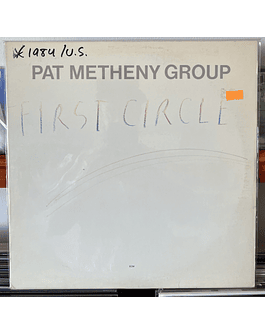 1984/U.S.
PAT METHENY GROUP
FIRST CIRCLE